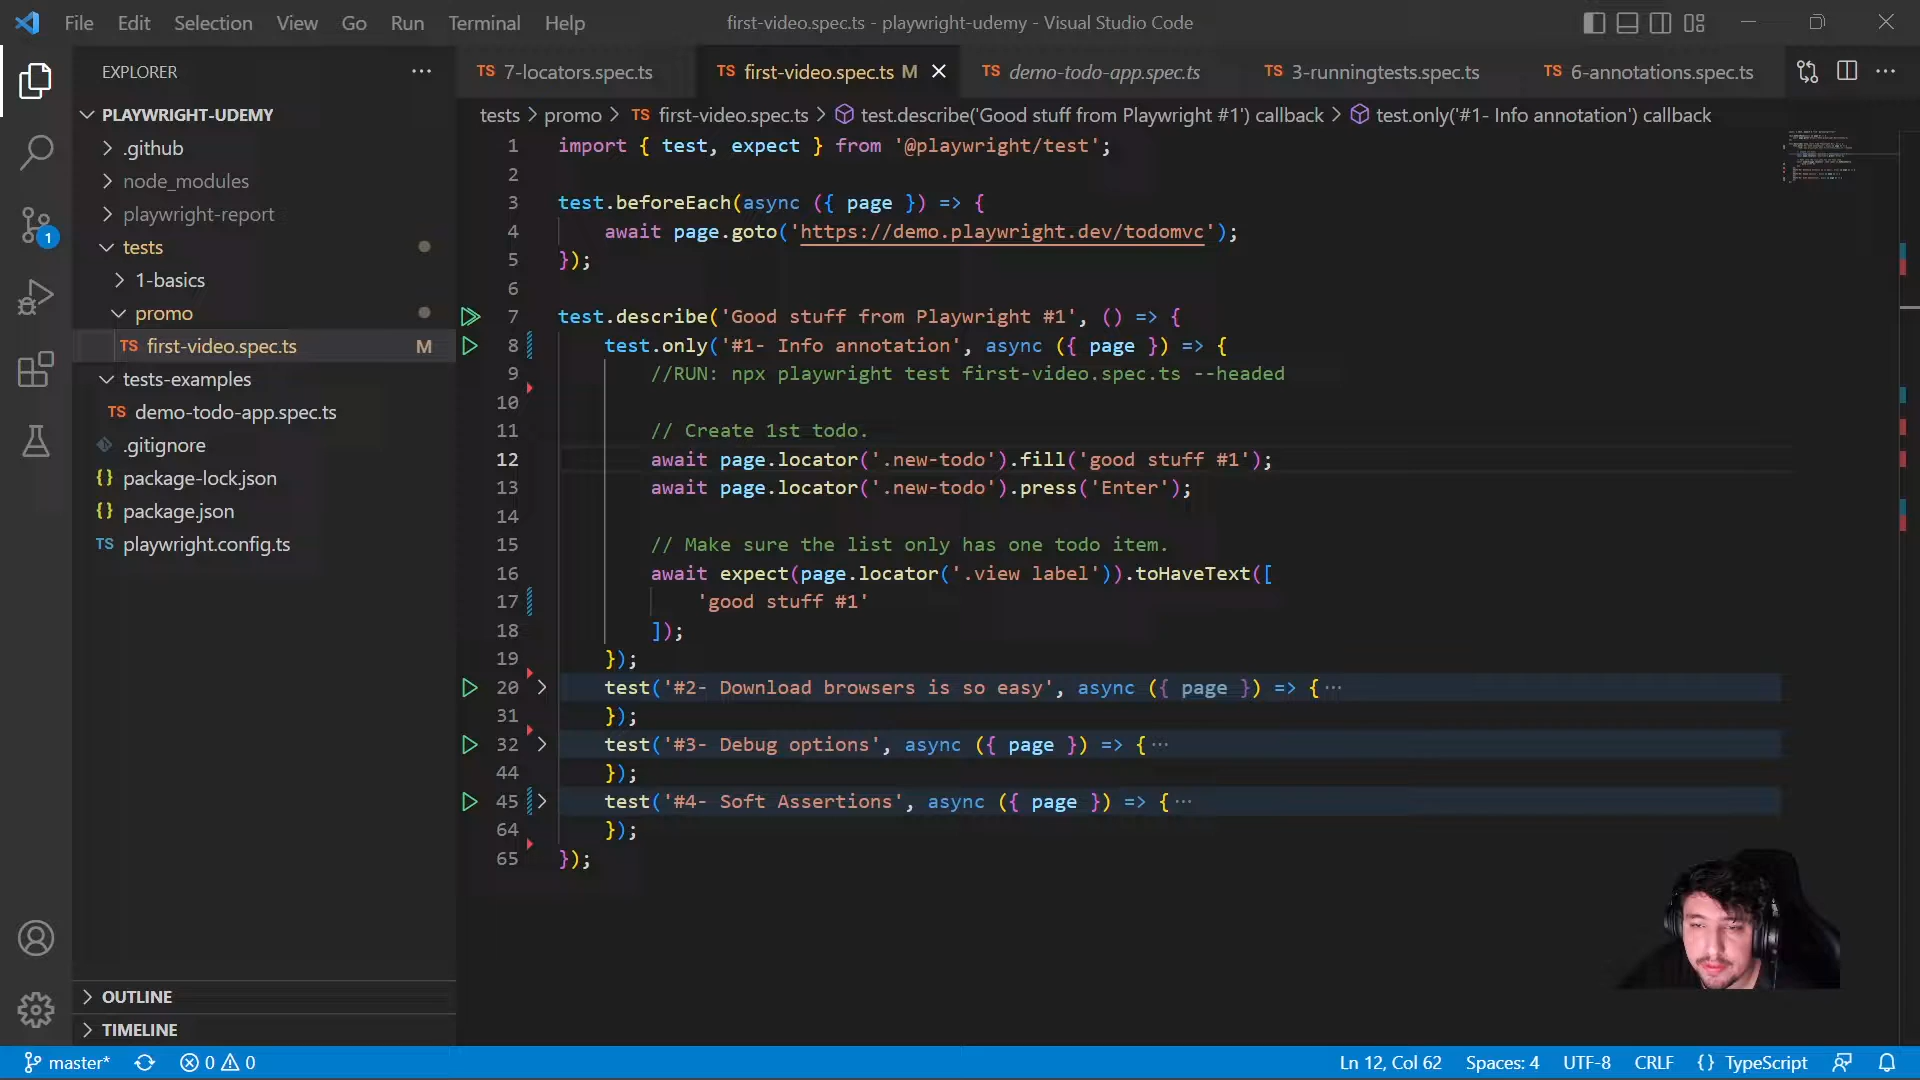 File Edit Selection View Go Run Terminal Help first-video.spec.ts - playwright-udemy - Visual Studio Code
EXPLORER
PLAYWRIGHT-UDEMY
.github
node_modules
playwright-report
tests
1-basics
promo
TS first-video.spec.ts M
tests-examples
TS demo-todo-app.spec.ts
.gitignore
{} package-lock.json
{} package.json
TS playwright.config.ts
OUTLINE
TIMELINE
1
TS 7-locators.spec.ts TS first-video.spec.ts M TS demo-todo-app.spec.ts TS 3-runningtests.spec.ts TS 6-annotations.spec.ts
tests > promo > TS first-video.spec.ts > test.describe('Good stuff from Playwright #1') callback > test.only('#1- Info annotation') callback
1 import { test, expect } from '@playwright/test';
2
3 test.beforeEach(async ({ page }) => {
4 await page.goto('https://demo.playwright.dev/todomvc');
5 });
6
7 test.describe('Good stuff from Playwright #1', () => {
8 test.only('#1- Info annotation', async ({ page }) => {
9 //RUN: npx playwright test first-video.spec.ts --headed
10
11 // Create 1st todo.
12 await page.locator('.new-todo').fill('good stuff #1');
13 await page.locator('.new-todo').press('Enter');
14
15 // Make sure the list only has one todo item.
16 await expect(page.locator('.view label')).toHaveText([
17 'good stuff #1'
18 ]);
19 });
20 test('#2- Download browsers is so easy', async ({ page }) => {···
31 });
32 test('#3- Debug options', async ({ page }) => {···
44 });
45 test('#4- Soft Assertions', async ({ page }) => {···
64 });
65 });
master* 0 0 Ln 12, Col 62 Spaces: 4 UTF-8 CRLF {} TypeScript